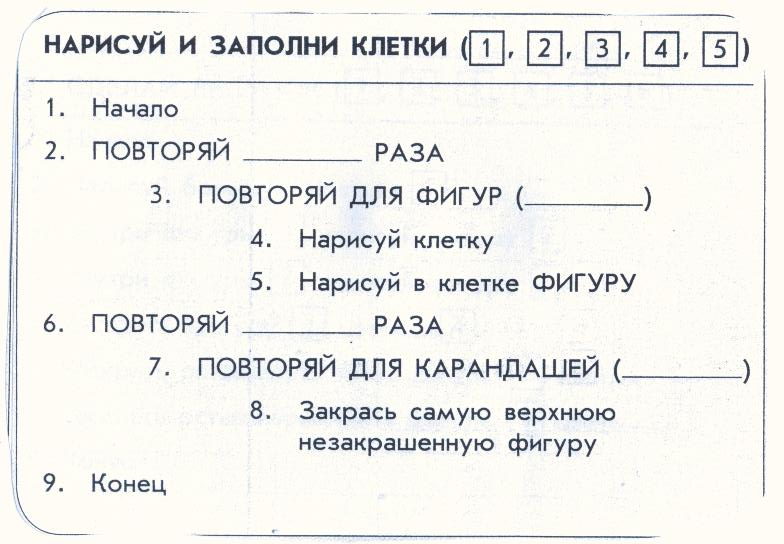 НАРИСУЙ И ЗАПОЛНИ КЛЕТКИ (1, 2, 3, 4, 5)
1. Начало
2. ПОВТОРЯЙ ________ РАЗА
3. ПОВТОРЯЙ ДЛЯ ФИГУР (________)
4. Нарисуй клетку
5. Нарисуй в клетке ФИГУРУ
6. ПОВТОРЯЙ ________ РАЗА
7. ПОВТОРЯЙ ДЛЯ КАРАНДАШЕЙ (________)
8. Закрась самую верхнюю
незакрашенную фигуру
9. Конец